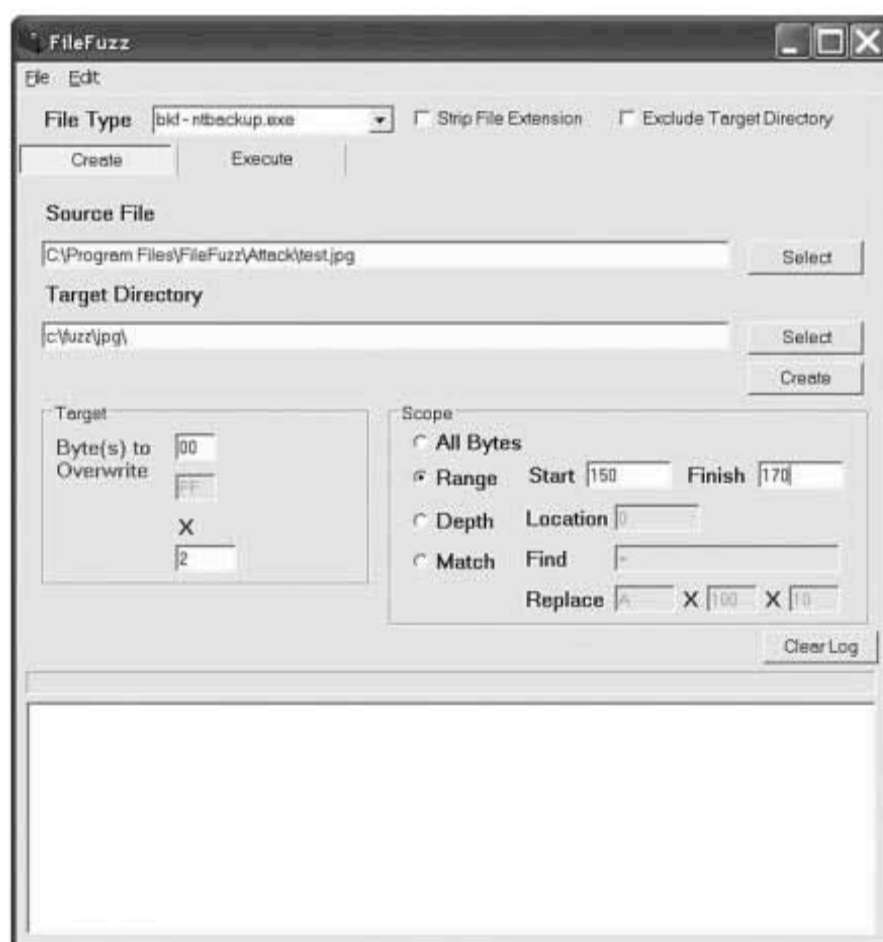 FileFuzz
File Edit
File Type bkf - ntbackup.exe Strip File Extension Exclude Target Directory
Create Execute
Source File
C:\Program Files\FileFuzz\Attack\test.jpg Select
Target Directory
c:\fuzz\jpg\ Select
Create
Target
Byte(s) to Overwrite 00
FF
X
2
Scope
All Bytes
Range Start 150 Finish 170
Depth Location 0
Match Find =
Replace A X 100 X 10
Clear Log